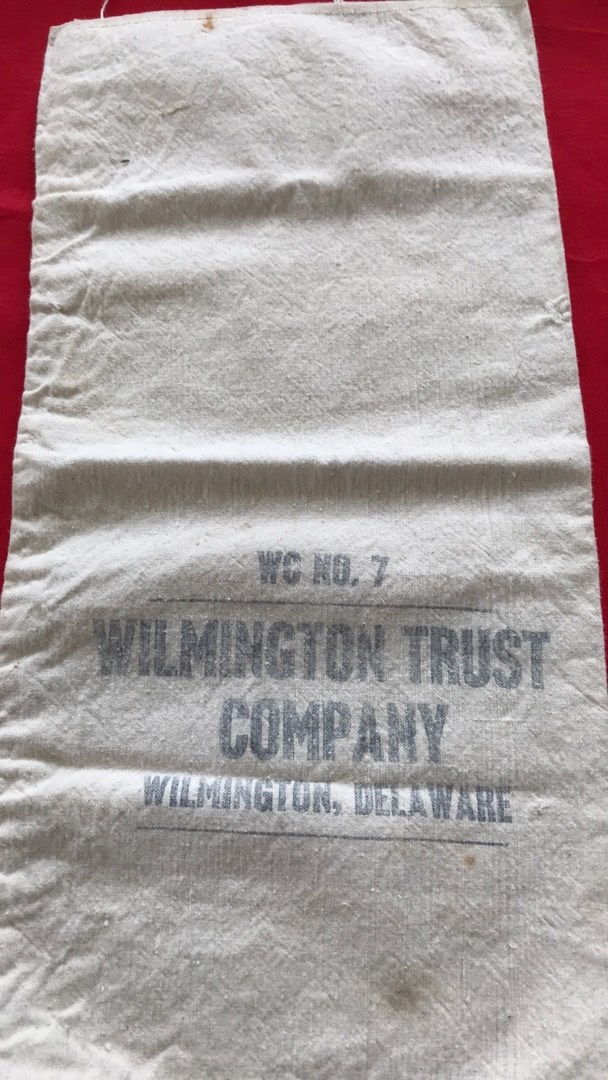 WC NO. 7
WILMINGTON TRUST
COMPANY
WILMINGTON, DELAWARE